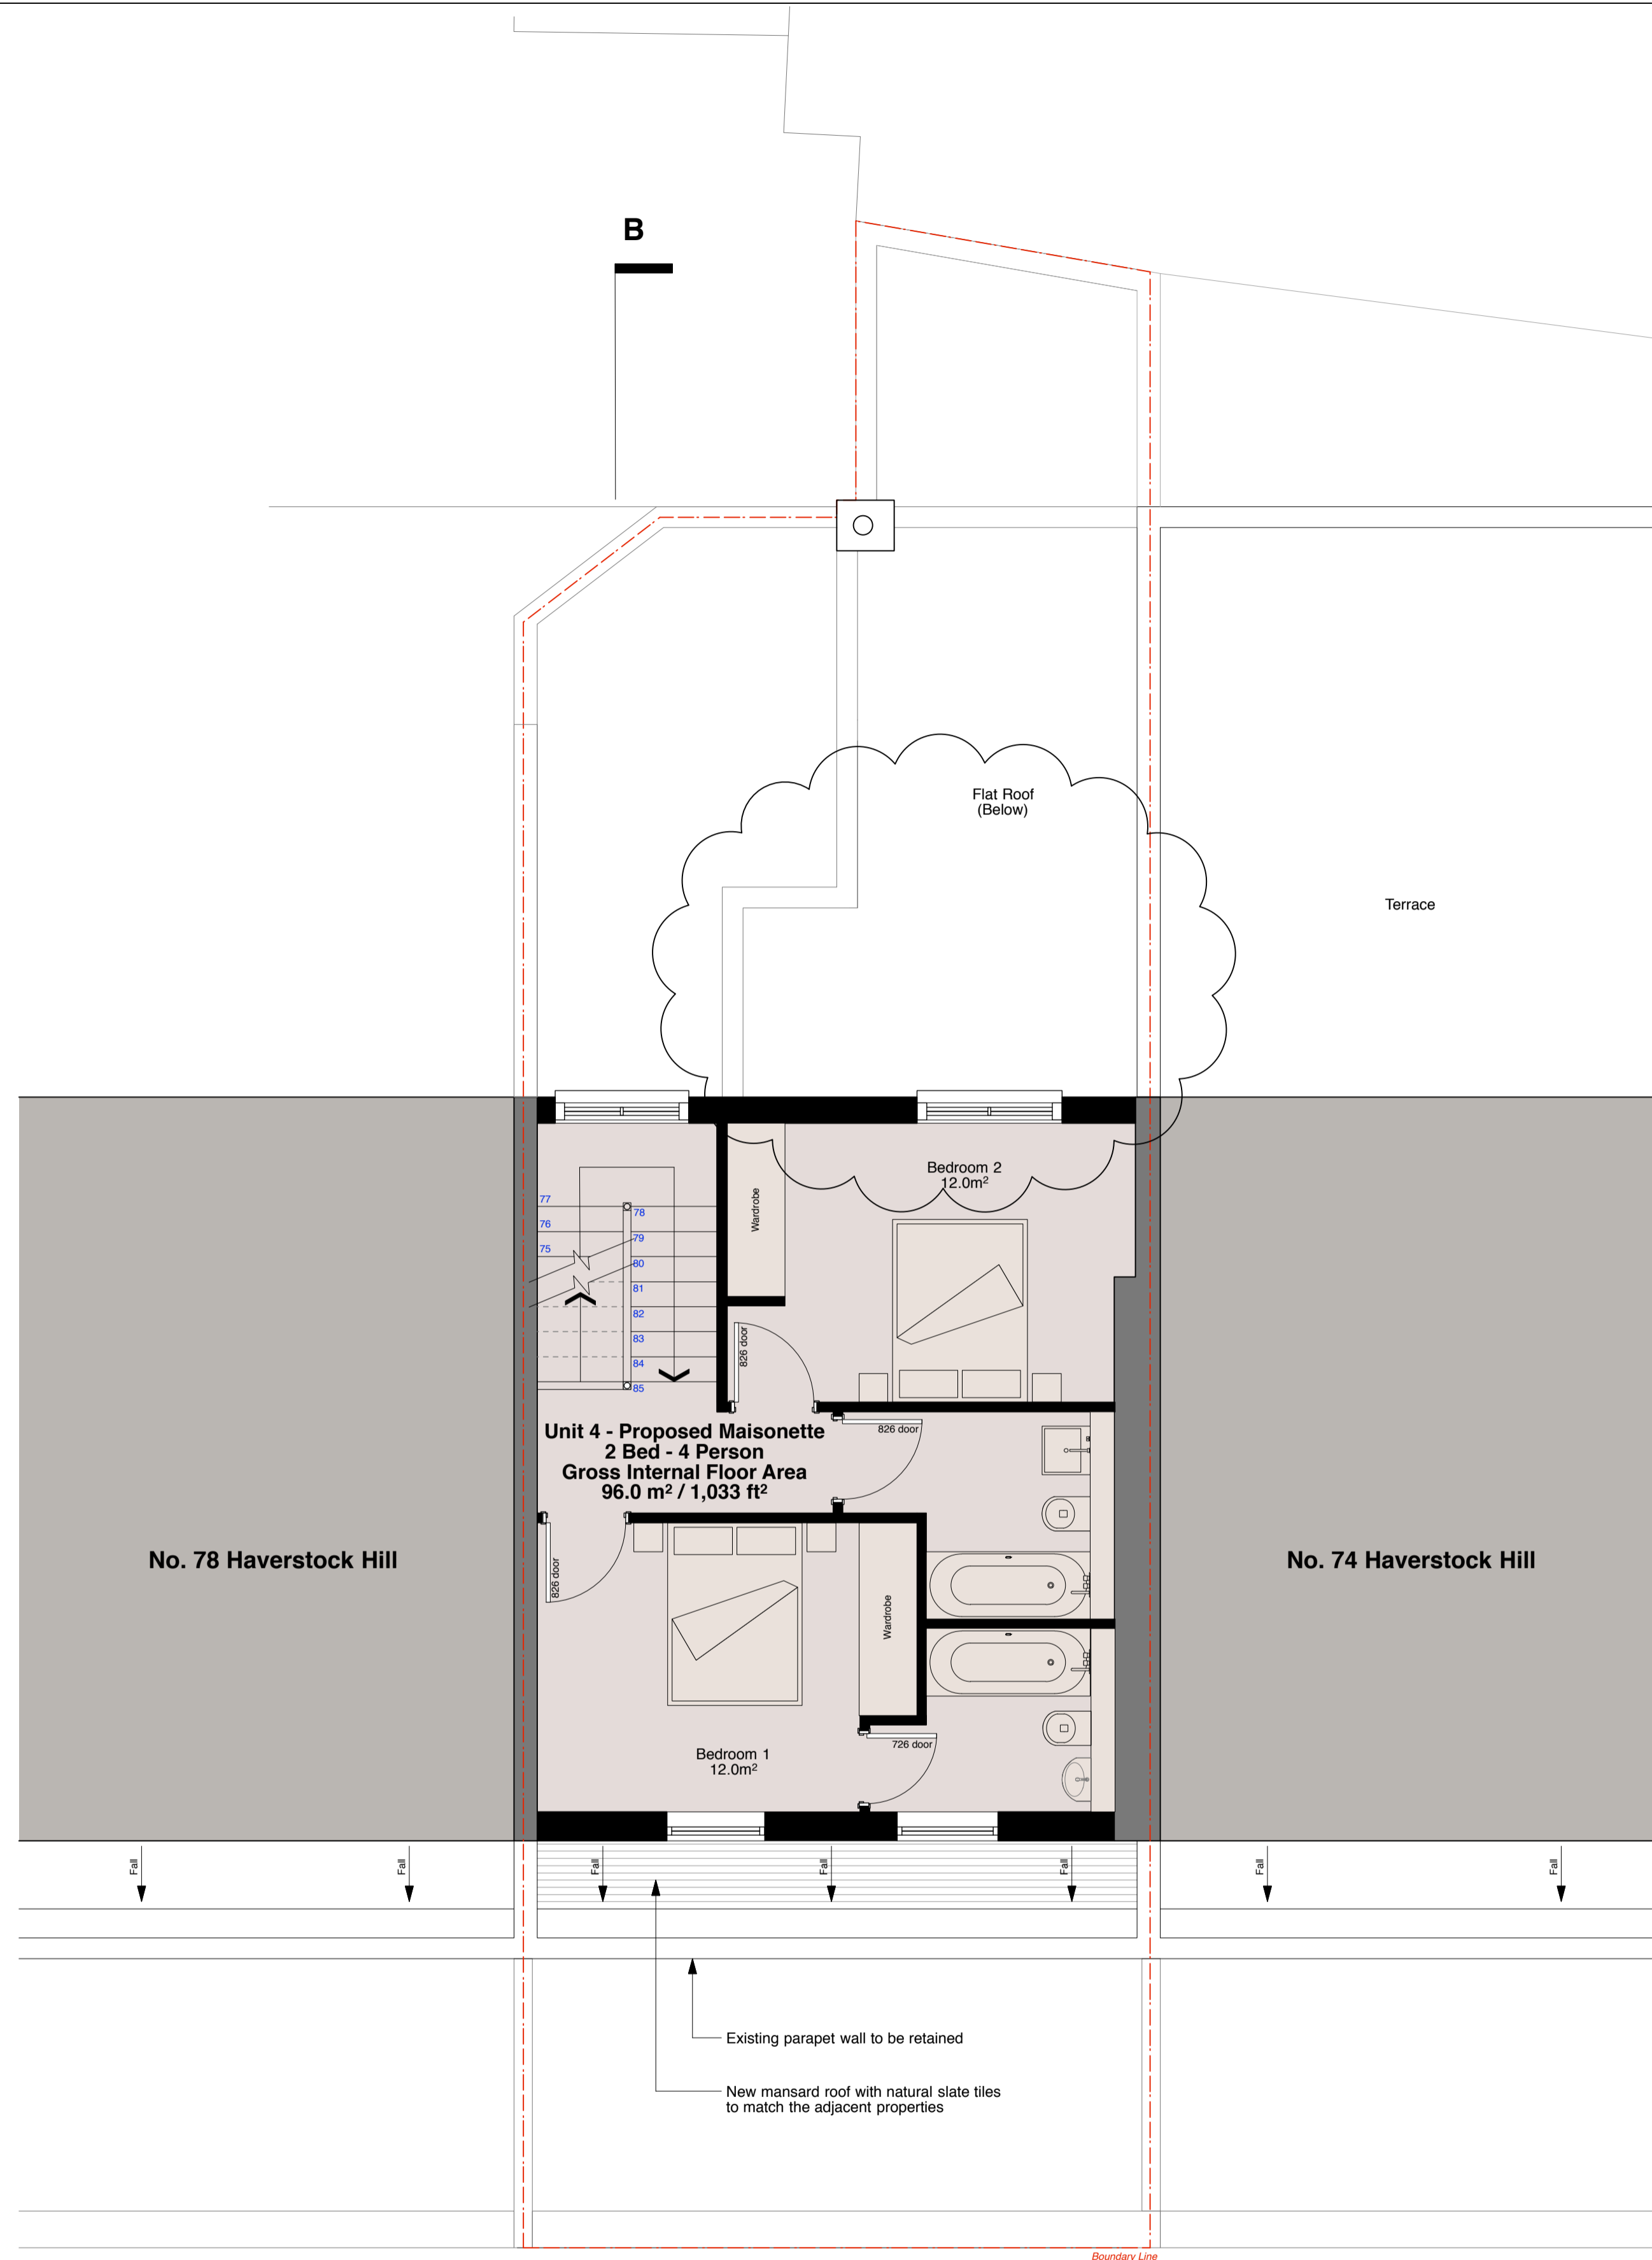 B
Flat Roof
(Below)
Terrace
Bedroom 2
12.0m²
Wardrobe
77
76
75
78
79
80
81
82
83
84
85
826 door
826 door
Unit 4 - Proposed Maisonette
2 Bed - 4 Person
Gross Internal Floor Area
96.0 m² / 1,033 ft²
No. 78 Haverstock Hill
No. 74 Haverstock Hill
826 door
Wardrobe
726 door
Bedroom 1
12.0m²
Fall
Fall
Fall
Fall
Fall
Fall
Fall
Existing parapet wall to be retained
New mansard roof with natural slate tiles
to match the adjacent properties
Boundary Line